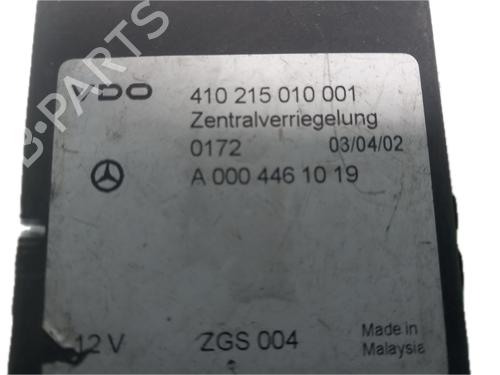 VDO 410 215 010 001
Zentralverriegelung
0172 03/04/02
A 000 446 10 19
12 V ZGS 004 Made in
Malaysia
B-PARTS